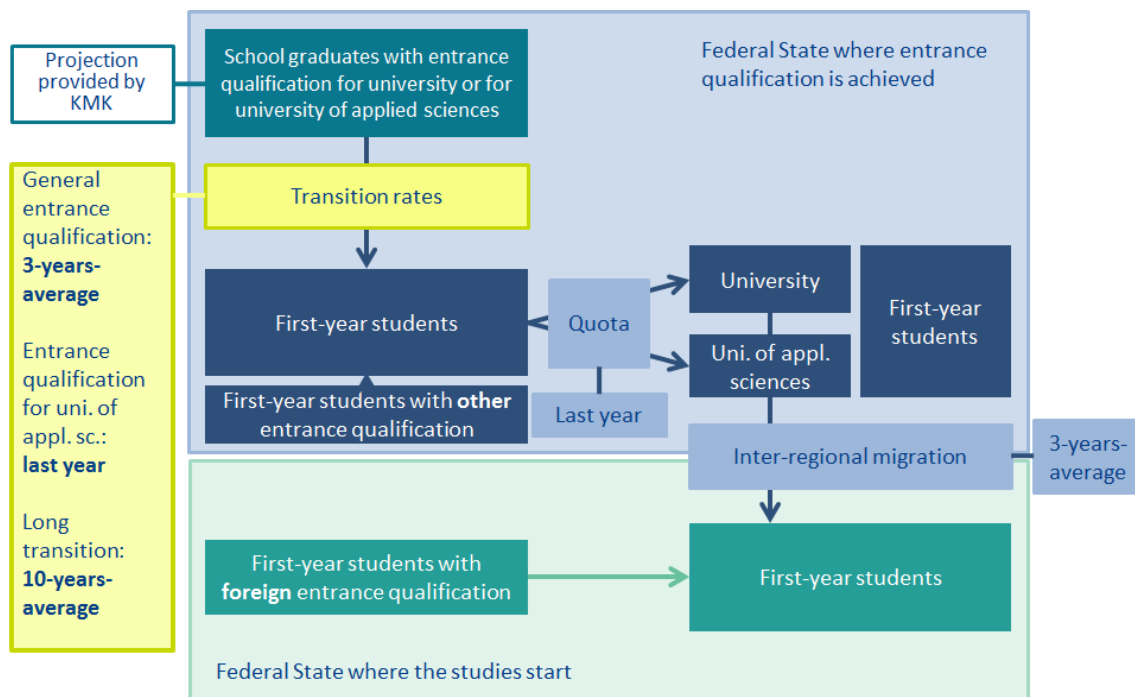 Projection
provided by
KMK
School graduates with entrance
qualification for university or for
university of applied sciences
Federal State where entrance
qualification is achieved
General
entrance
qualification:
3-years-
average
Entrance
qualification
for uni. of
appl. sc.:
last year
Long
transition:
10-years-
average
Transition rates
First-year students
Quota
Last year
University
Uni. of appl.
sciences
First-year
students
First-year students with other
entrance qualification
Inter-regional migration
3-years-
average
First-year students with
foreign entrance qualification
First-year students
Federal State where the studies start